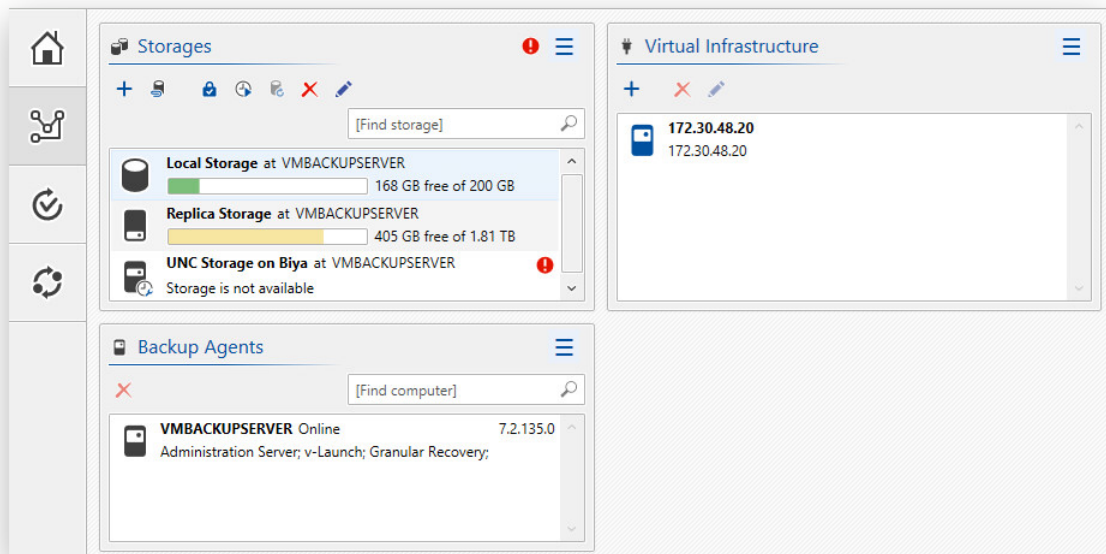 Storages
[Find storage]
Local Storage at VMBACKUPSERVER
168 GB free of 200 GB
Replica Storage at VMBACKUPSERVER
405 GB free of 1.81 TB
UNC Storage on Biya at VMBACKUPSERVER
Storage is not available
Virtual Infrastructure
172.30.48.20
172.30.48.20
Backup Agents
[Find computer]
VMBACKUPSERVER Online 7.2.135.0
Administration Server; v-Launch; Granular Recovery;